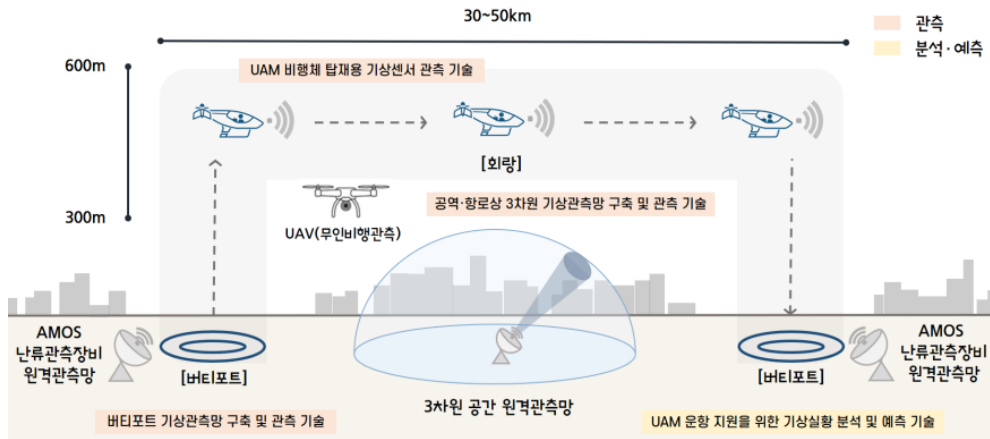 30~50km
관측
분석·예측
600m
UAM 비행체 탑재용 기상센서 관측 기술
[회랑]
300m
공역·항로상 3차원 기상관측망 구축 및 관측 기술
UAV(무인비행관측)
AMOS
난류관측장비
원격관측망
[버티포트]
3차원 공간 원격관측망
[버티포트]
AMOS
난류관측장비
원격관측망
버티포트 기상관측망 구축 및 관측 기술
UAM 운항 지원을 위한 기상실황 분석 및 예측 기술